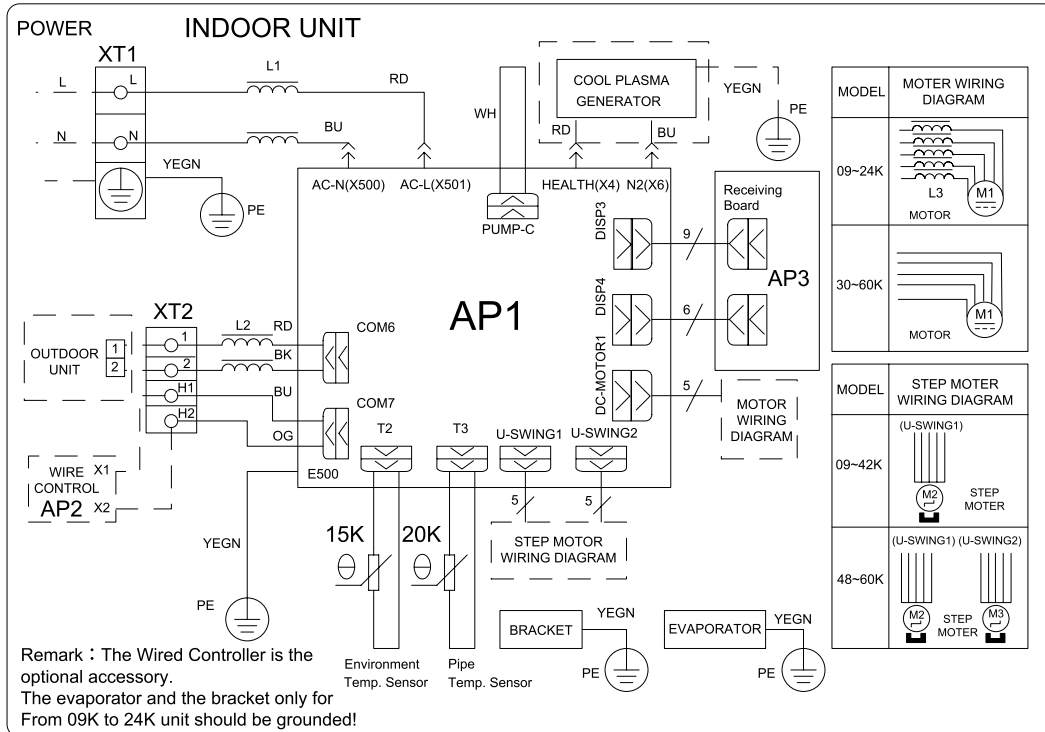 POWER
INDOOR UNIT
XT1
L
L
L1
RD
N
N
BU
YEGN
PE
WH
COOL PLASMA
GENERATOR
YEGN
PE
RD
BU
AC-N(X500)
AC-L(X501)
HEALTH(X4)
N2(X6)
PUMP-C
DISP3
9
Receiving
Board
AP3
DISP4
6
AP1
DC-MOTOR1
5
MOTOR
WIRING
DIAGRAM
XT2
OUTDOOR
UNIT
1
2
1
2
H1
H2
L2
RD
BK
BU
OG
COM6
COM7
E500
WIRE
CONTROL
AP2
X1
X2
T2
T3
U-SWING1
U-SWING2
5
5
STEP MOTOR
WIRING DIAGRAM
15K
20K
YEGN
PE
Environment
Temp. Sensor
Pipe
Temp. Sensor
BRACKET
YEGN
PE
EVAPORATOR
YEGN
PE
MODEL
MOTER WIRING
DIAGRAM
09~24K
L3
M1
MOTOR
30~60K
M1
MOTOR
MODEL
STEP MOTER
WIRING DIAGRAM
09~42K
(U-SWING1)
M2
STEP
MOTER
48~60K
(U-SWING1) (U-SWING2)
M2
STEP
MOTER
M3
Remark：The Wired Controller is the
optional accessory.
The evaporator and the bracket only for
From 09K to 24K unit should be grounded!